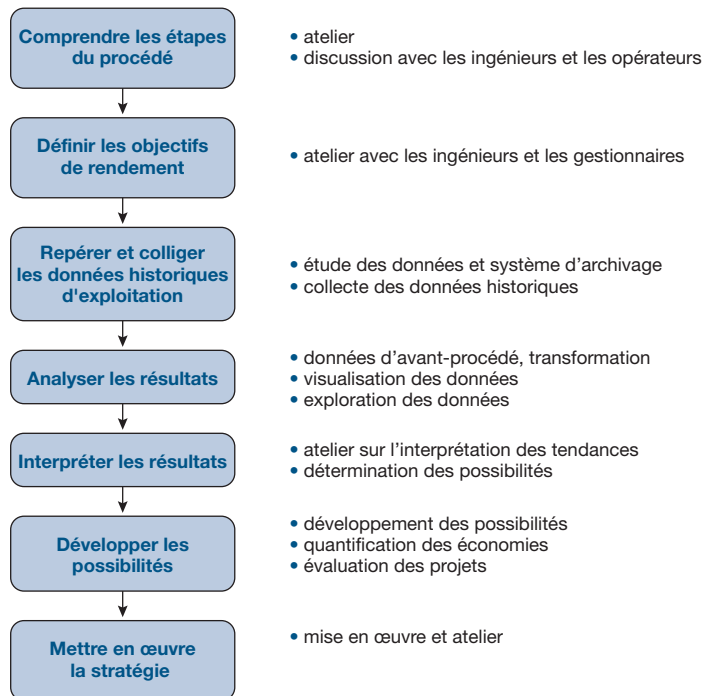 Comprendre les étapes
du procédé
• atelier
• discussion avec les ingénieurs et les opérateurs
Définir les objectifs
de rendement
• atelier avec les ingénieurs et les gestionnaires
Repérer et colliger
les données historiques
d'exploitation
• étude des données et système d’archivage
• collecte des données historiques
Analyser les résultats
• données d’avant-procédé, transformation
• visualisation des données
• exploration des données
Interpréter les résultats
• atelier sur l’interprétation des tendances
• détermination des possibilités
Développer les
possibilités
• développement des possibilités
• quantification des économies
• évaluation des projets
Mettre en œuvre
la stratégie
• mise en œuvre et atelier